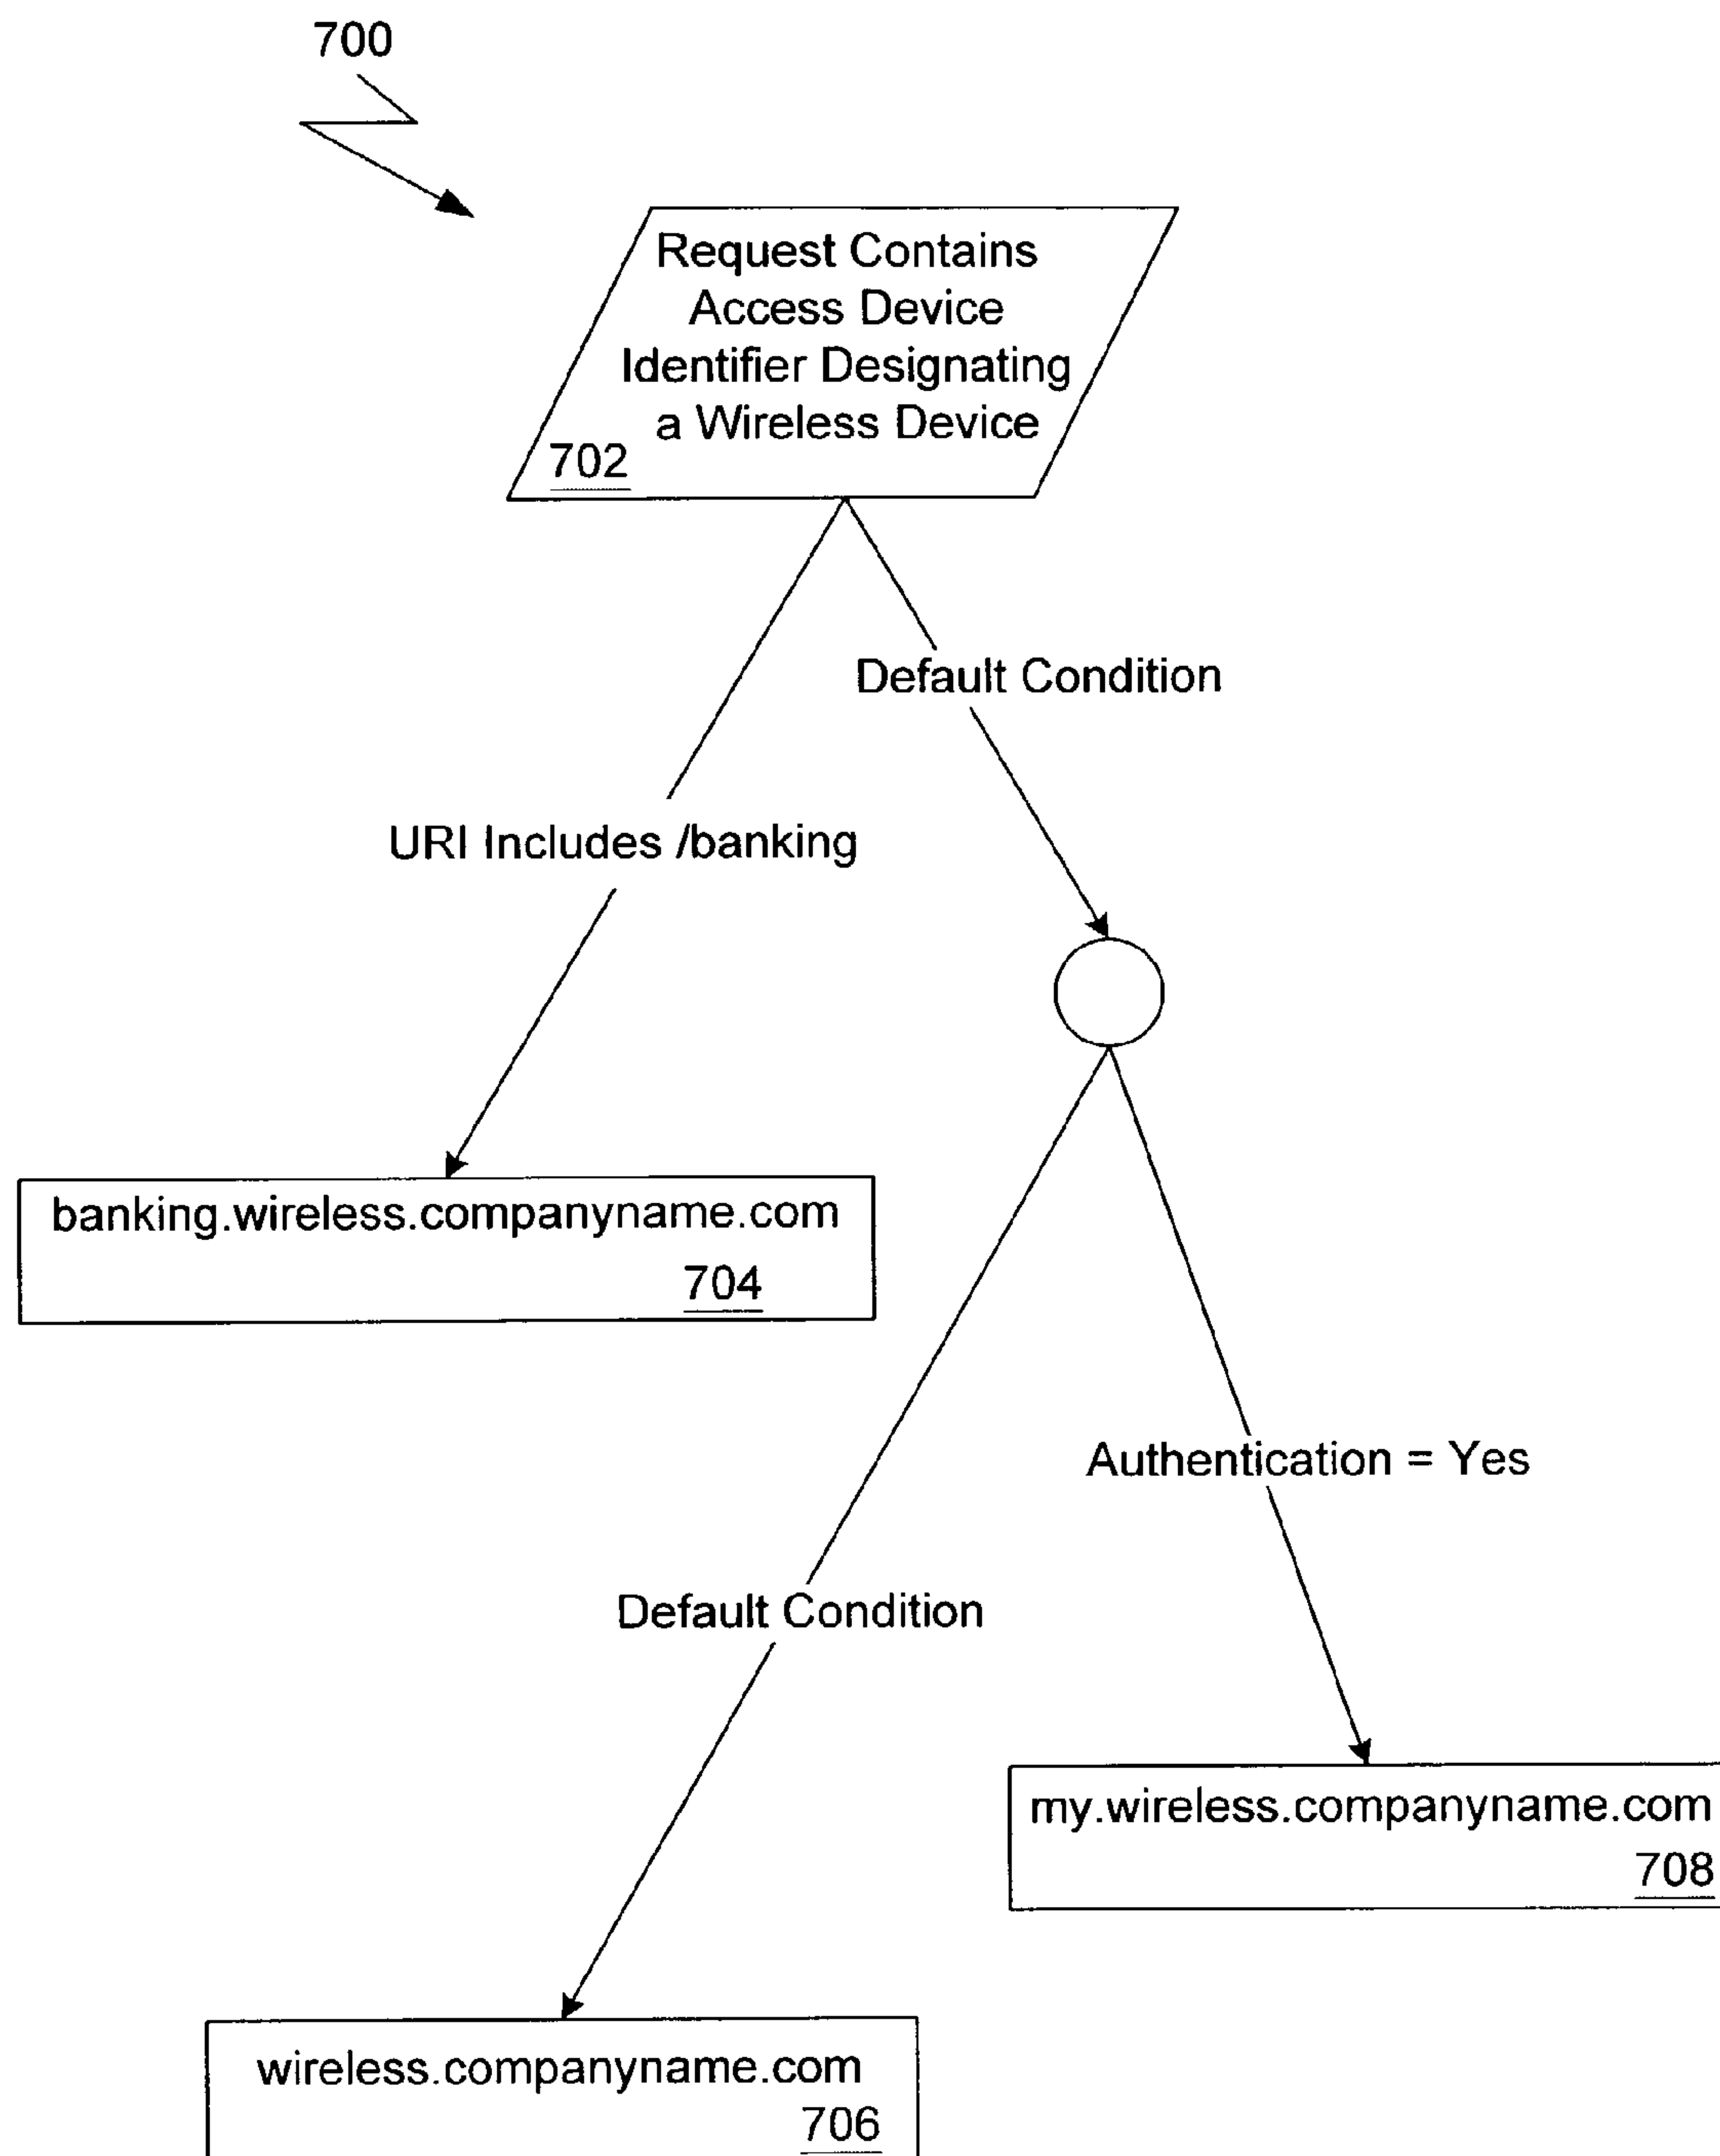 700
Request Contains
Access Device
Identifier Designating
a Wireless Device
702
Default Condition
URI Includes /banking
banking.wireless.companyname.com
704
Authentication = Yes
Default Condition
my.wireless.companyname.com
708
wireless.companyname.com
706